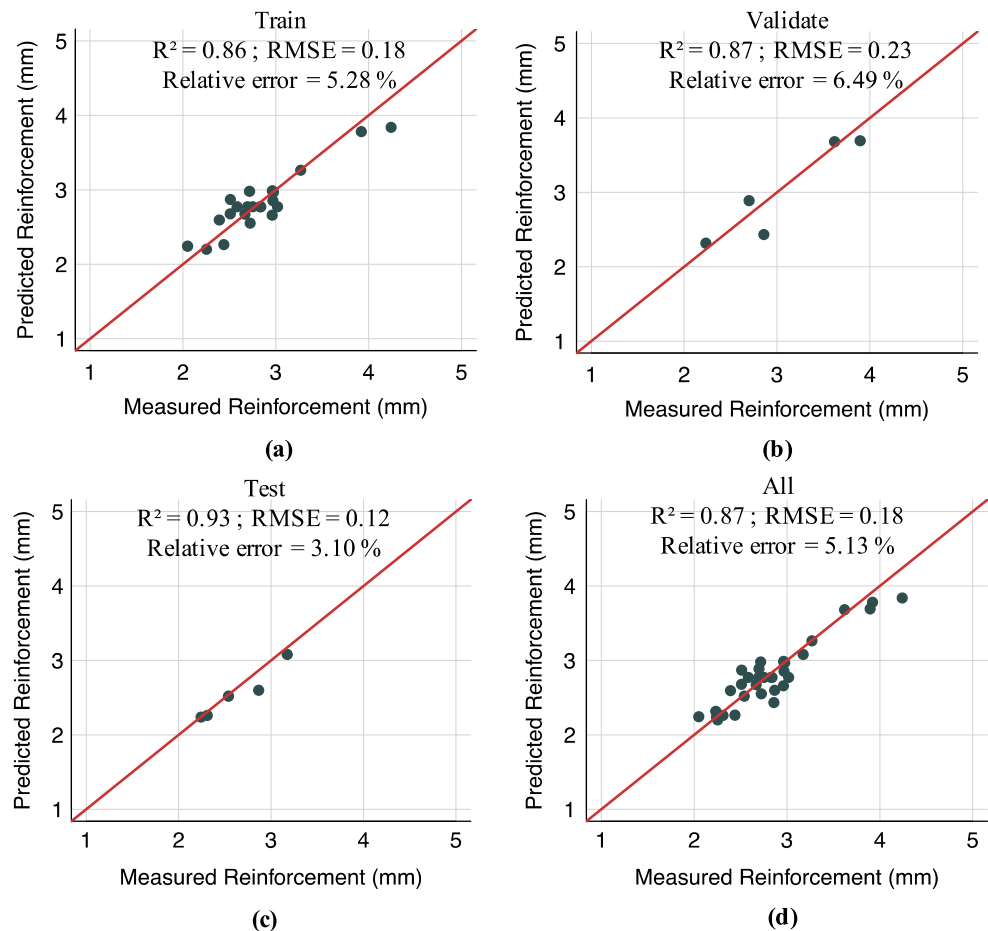 Train
R² = 0.86 ; RMSE = 0.18
Relative error = 5.28 %
Predicted Reinforcement (mm)
5
4
3
2
1
1 2 3 4 5
Measured Reinforcement (mm)
(a)
Validate
R² = 0.87 ; RMSE = 0.23
Relative error = 6.49 %
Predicted Reinforcement (mm)
5
4
3
2
1
1 2 3 4 5
Measured Reinforcement (mm)
(b)
Test
R² = 0.93 ; RMSE = 0.12
Relative error = 3.10 %
Predicted Reinforcement (mm)
5
4
3
2
1
1 2 3 4 5
Measured Reinforcement (mm)
(c)
All
R² = 0.87 ; RMSE = 0.18
Relative error = 5.13 %
Predicted Reinforcement (mm)
5
4
3
2
1
1 2 3 4 5
Measured Reinforcement (mm)
(d)